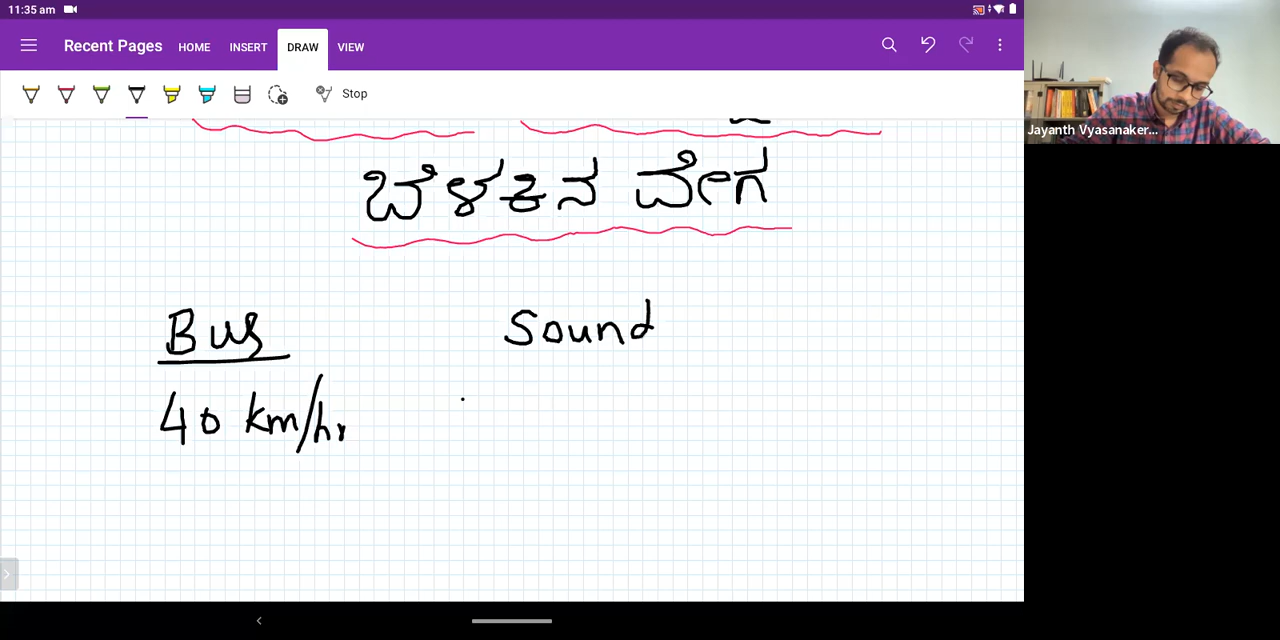 11:35 am
Recent Pages HOME INSERT DRAW VIEW
Stop
Jayanth Vyasanaker...
ಬೆಳಕಿನ ವೇಗ
Bus Sound
40 km/hr